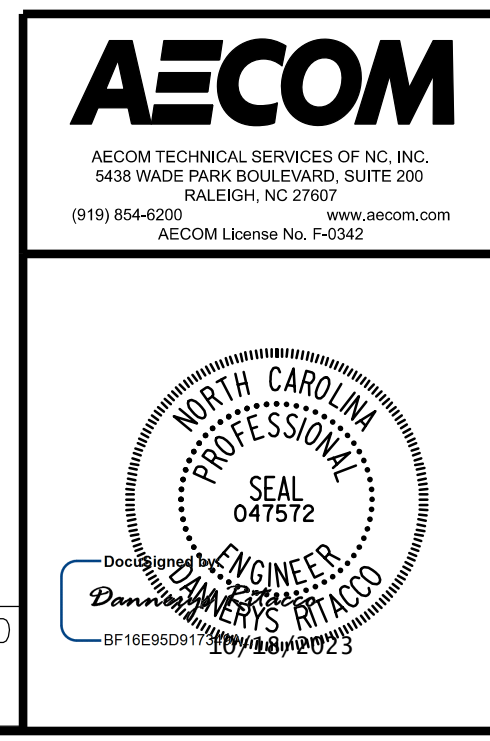 AECOM
AECOM TECHNICAL SERVICES OF NC, INC.
5438 WADE PARK BOULEVARD, SUITE 200
RALEIGH, NC 27607
(919) 854-6200 www.aecom.com
AECOM License No. F-0342
NORTH CAROLINA
PROFESSIONAL
SEAL
047572
ENGINEER
DANNERYS RITACCO
DocuSigned by:
Dannerys Ritacco
10/18/2023